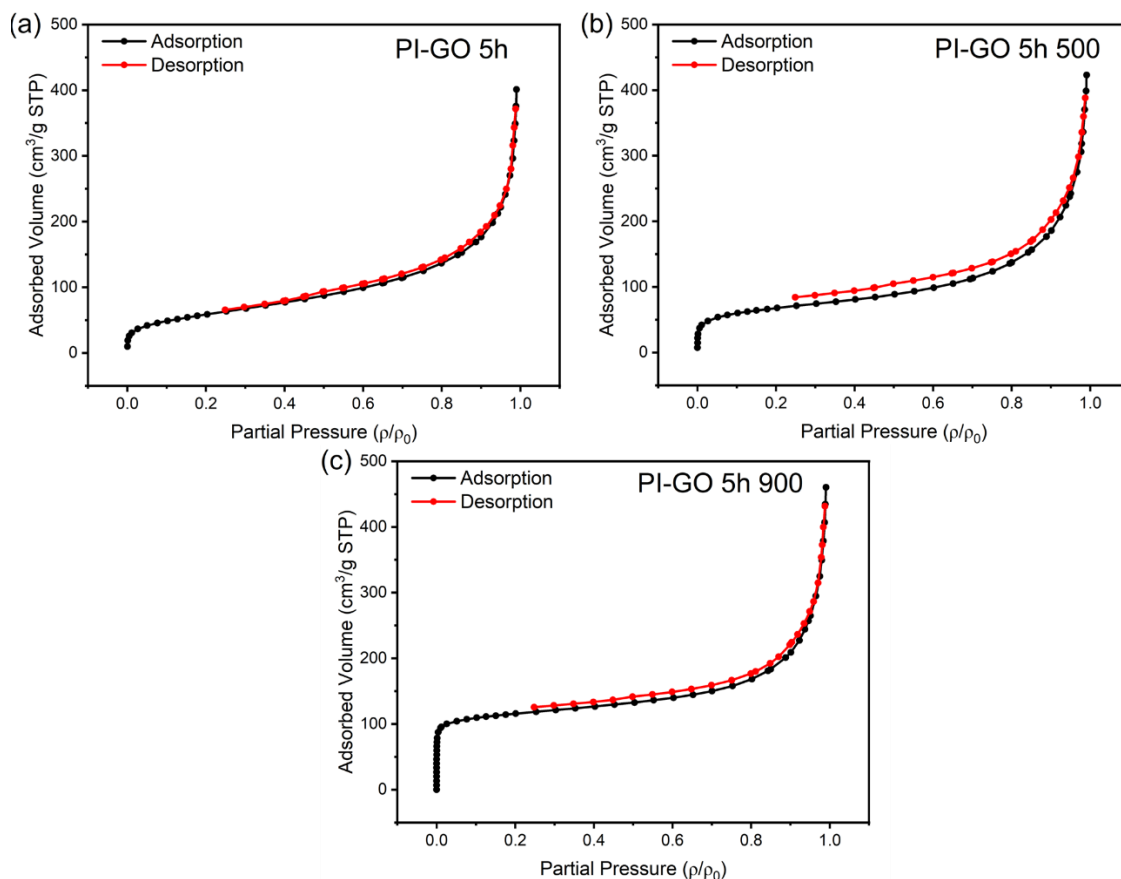 (a)
PI-GO 5h
Adsorption
Desorption
500
400
300
200
100
0
Adsorbed Volume (cm³/g STP)
0.0 0.2 0.4 0.6 0.8 1.0
Partial Pressure (ρ/ρ₀)
(b)
PI-GO 5h 500
Adsorption
Desorption
500
400
300
200
100
0
Adsorbed Volume (cm³/g STP)
0.0 0.2 0.4 0.6 0.8 1.0
Partial Pressure (ρ/ρ₀)
(c)
PI-GO 5h 900
Adsorption
Desorption
500
400
300
200
100
0
Adsorbed Volume (cm³/g STP)
0.0 0.2 0.4 0.6 0.8 1.0
Partial Pressure (ρ/ρ₀)